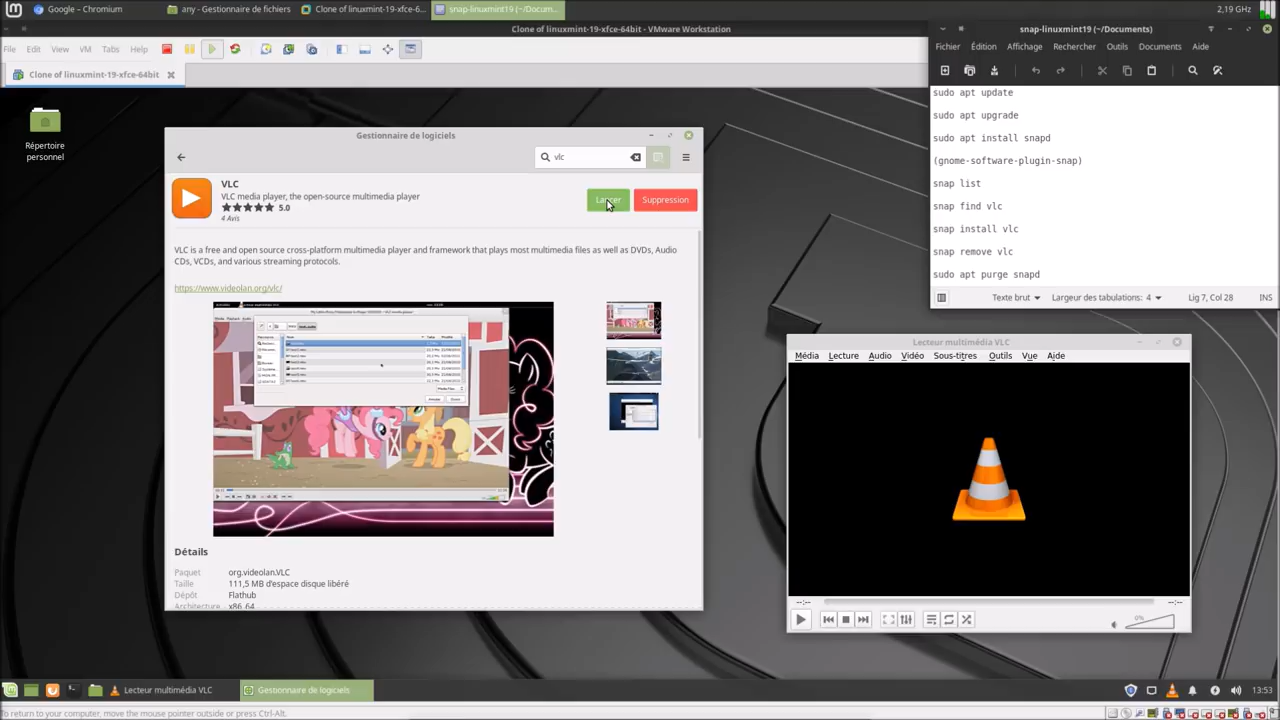 Google – Chromium
any - Gestionnaire de fichiers
Clone of linuxmint-19-xfce-6...
snap-linuxmint19 (~/Docum...
2,19 GHz
Clone of linuxmint-19-xfce-64bit - VMware Workstation
File Edit View VM Tabs Help
Clone of linuxmint-19-xfce-64bit
Répertoire
personnel
Gestionnaire de logiciels
vlc
VLC
VLC media player, the open-source multimedia player
5.0
4 Avis
Lancer
Suppression
VLC is a free and open source cross-platform multimedia player and framework that plays most multimedia files as well as DVDs, Audio
CDs, VCDs, and various streaming protocols.
https://www.videolan.org/vlc/
Détails
Paquet org.videolan.VLC
Taille 111,5 MB d'espace disque libéré
Dépôt Flathub
Architecture x86_64
snap-linuxmint19 (~/Documents)
Fichier Édition Affichage Rechercher Outils Documents Aide
sudo apt update
sudo apt upgrade
sudo apt install snapd
(gnome-software-plugin-snap)
snap list
snap find vlc
snap install vlc
snap remove vlc
sudo apt purge snapd
Texte brut Largeur des tabulations: 4 Lig 7, Col 28 INS
Lecteur multimédia VLC
Média Lecture Audio Vidéo Sous-titres Outils Vue Aide
--:-- --:--
0%
Lecteur multimédia VLC
Gestionnaire de logiciels
13:53
To return to your computer, move the mouse pointer outside or press Ctrl-Alt.